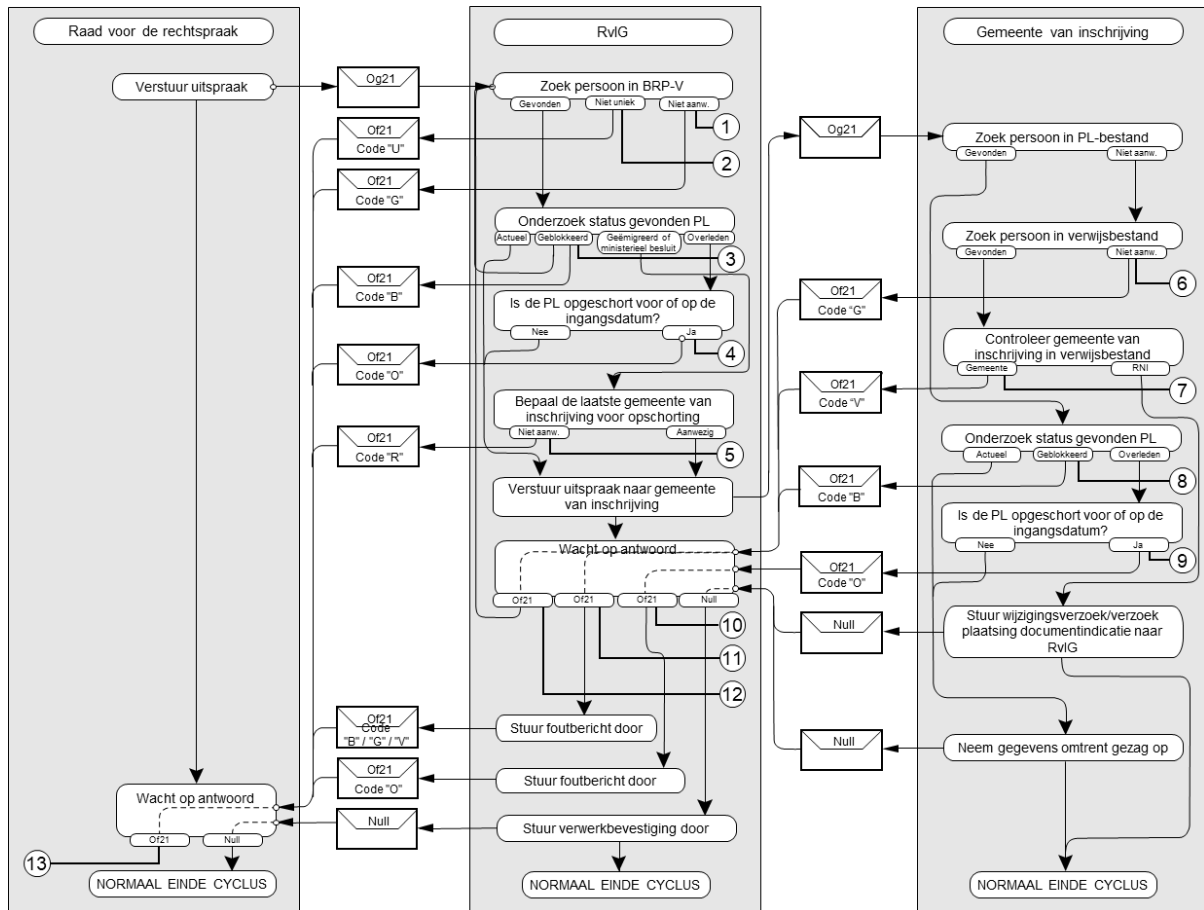 Raad voor de rechtspraak
RvIG
Gemeente van inschrijving
Verstuur uitspraak
Og21
Zoek persoon in BRP-V
Gevonden
Niet uniek
Niet aanw.
1
2
Of21
Code "U"
Of21
Code "G"
Og21
Zoek persoon in PL-bestand
Gevonden
Niet aanw.
Onderzoek status gevonden PL
Actueel
Geblokkeerd
Geëmigreerd of
ministerieel besluit
Overleden
3
Zoek persoon in verwijsbestand
Gevonden
Niet aanw.
6
Of21
Code "B"
Of21
Code "G"
Is de PL opgeschort voor of op de
ingangsdatum?
Nee
Ja
4
Of21
Code "O"
Controleer gemeente van
inschrijving in verwijsbestand
Gemeente
RNI
7
Of21
Code "V"
Bepaal de laatste gemeente van
inschrijving voor opschorting
Niet aanw.
Aanwezig
5
Of21
Code "R"
Onderzoek status gevonden PL
Actueel
Geblokkeerd
Overleden
8
Of21
Code "B"
Verstuur uitspraak naar gemeente
van inschrijving
Is de PL opgeschort voor of op de
ingangsdatum?
Nee
Ja
9
Of21
Code "O"
Wacht op antwoord
Of21
Of21
Of21
Null
10
11
12
Null
Stuur wijzigingsverzoek/verzoek
plaatsing documentindicatie naar
RvIG
Of21
Code
"B" / "G" / "V"
Stuur foutbericht door
Null
Neem gegevens omtrent gezag op
Of21
Code "O"
Stuur foutbericht door
Wacht op antwoord
Of21
Null
13
Null
Stuur verwerkbevestiging door
NORMAAL EINDE CYCLUS
NORMAAL EINDE CYCLUS
NORMAAL EINDE CYCLUS